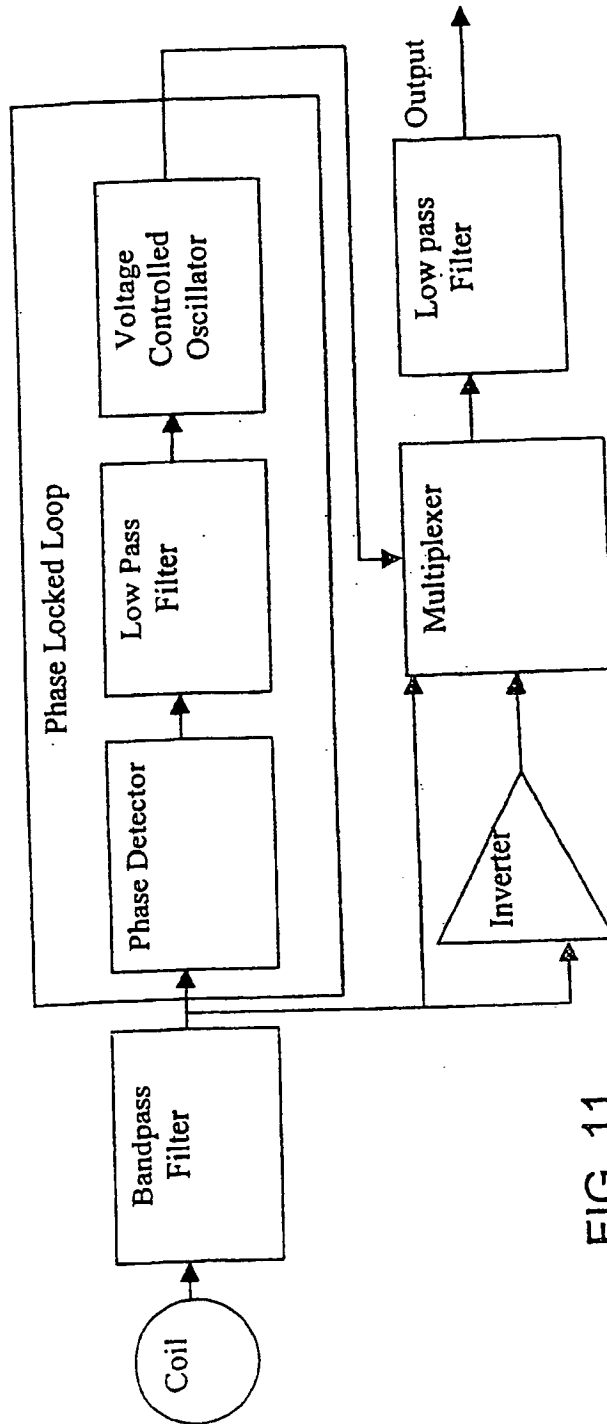 Phase Locked Loop
Coil
Bandpass
Filter
Phase Detector
Low Pass
Filter
Voltage
Controlled
Oscillator
Inverter
Multiplexer
Low pass
Filter
Output
FIG. 11